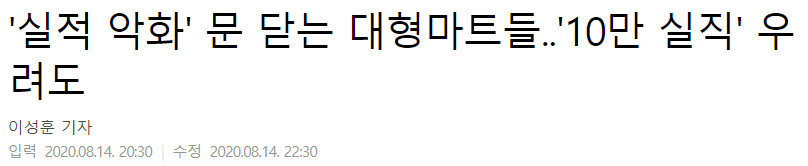 '실적 악화' 문 닫는 대형마트들..'10만 실직' 우
려도
이성훈 기자
입력 2020.08.14. 20:30 | 수정 2020.08.14. 22:30